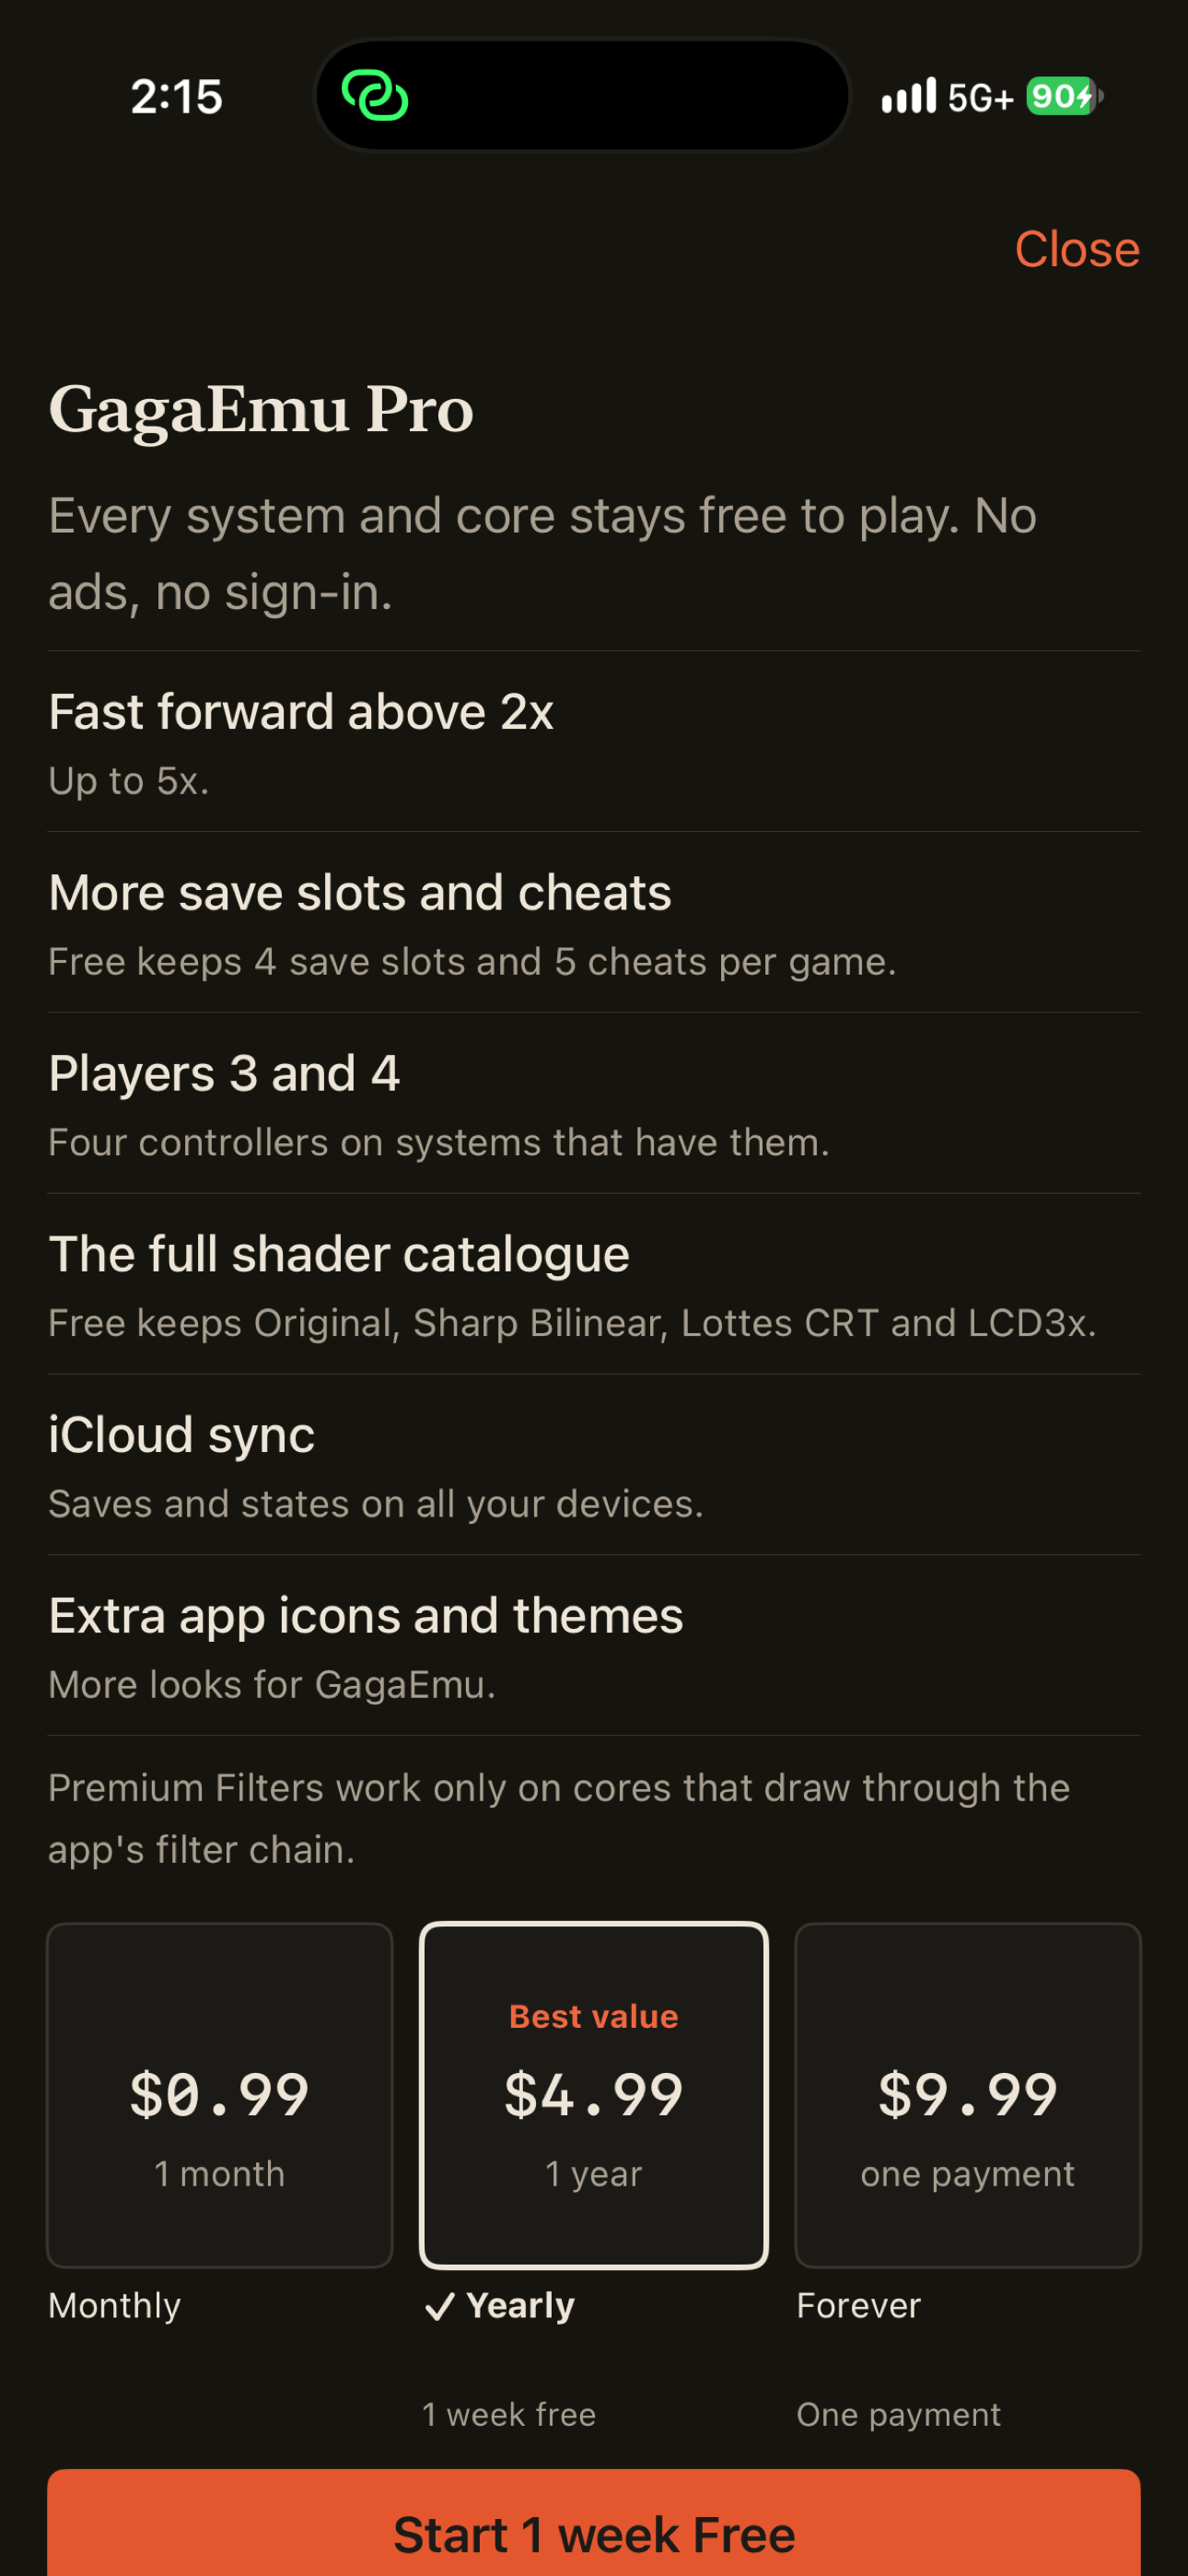 2:15
5G+
90
Close
GagaEmu Pro
Every system and core stays free to play. No
ads, no sign-in.
Fast forward above 2x
Up to 5x.
More save slots and cheats
Free keeps 4 save slots and 5 cheats per game.
Players 3 and 4
Four controllers on systems that have them.
The full shader catalogue
Free keeps Original, Sharp Bilinear, Lottes CRT and LCD3x.
iCloud sync
Saves and states on all your devices.
Extra app icons and themes
More looks for GagaEmu.
Premium Filters work only on cores that draw through the
app's filter chain.
$0.99
1 month
Monthly
Best value
$4.99
1 year
✓ Yearly
1 week free
$9.99
one payment
Forever
One payment
Start 1 week Free